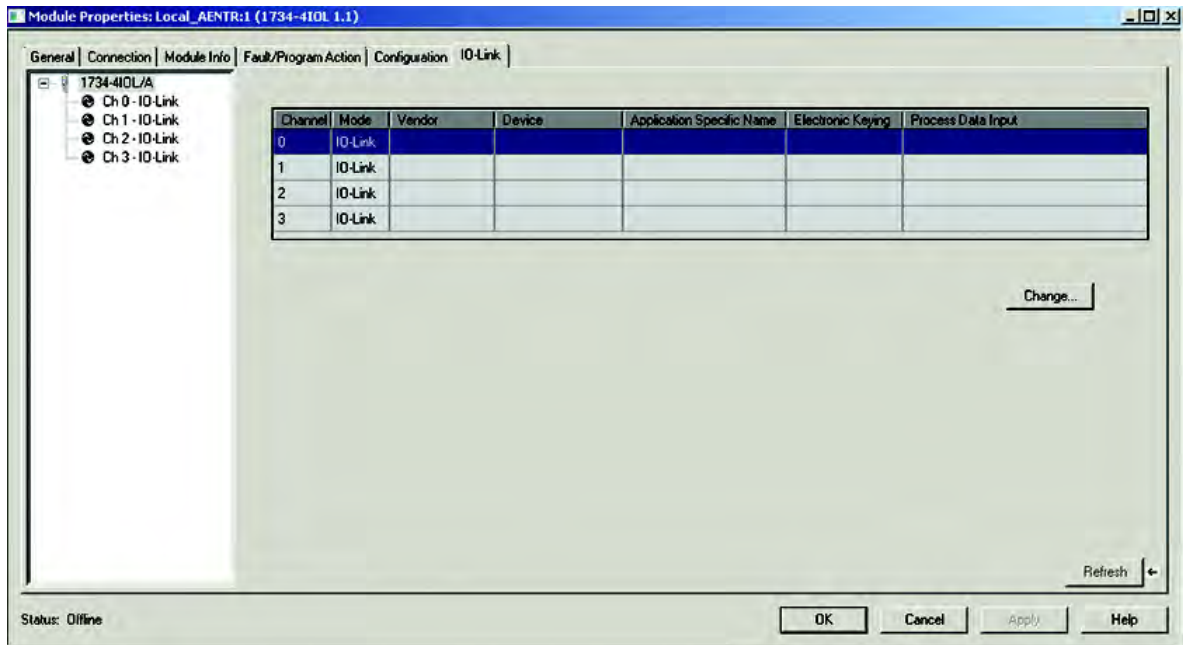 Module Properties: Local_AENTR:1 (1734-4IOL 1.1)
General Connection Module Info Fault/Program Action Configuration IO-Link
1734-4IOL/A
Ch 0 - IO-Link
Ch 1 - IO-Link
Ch 2 - IO-Link
Ch 3 - IO-Link
Channel Mode Vendor Device Application Specific Name Electronic Keying Process Data Input
0 IO-Link
1 IO-Link
2 IO-Link
3 IO-Link
Change...
Refresh
Status: Offline OK Cancel Apply Help